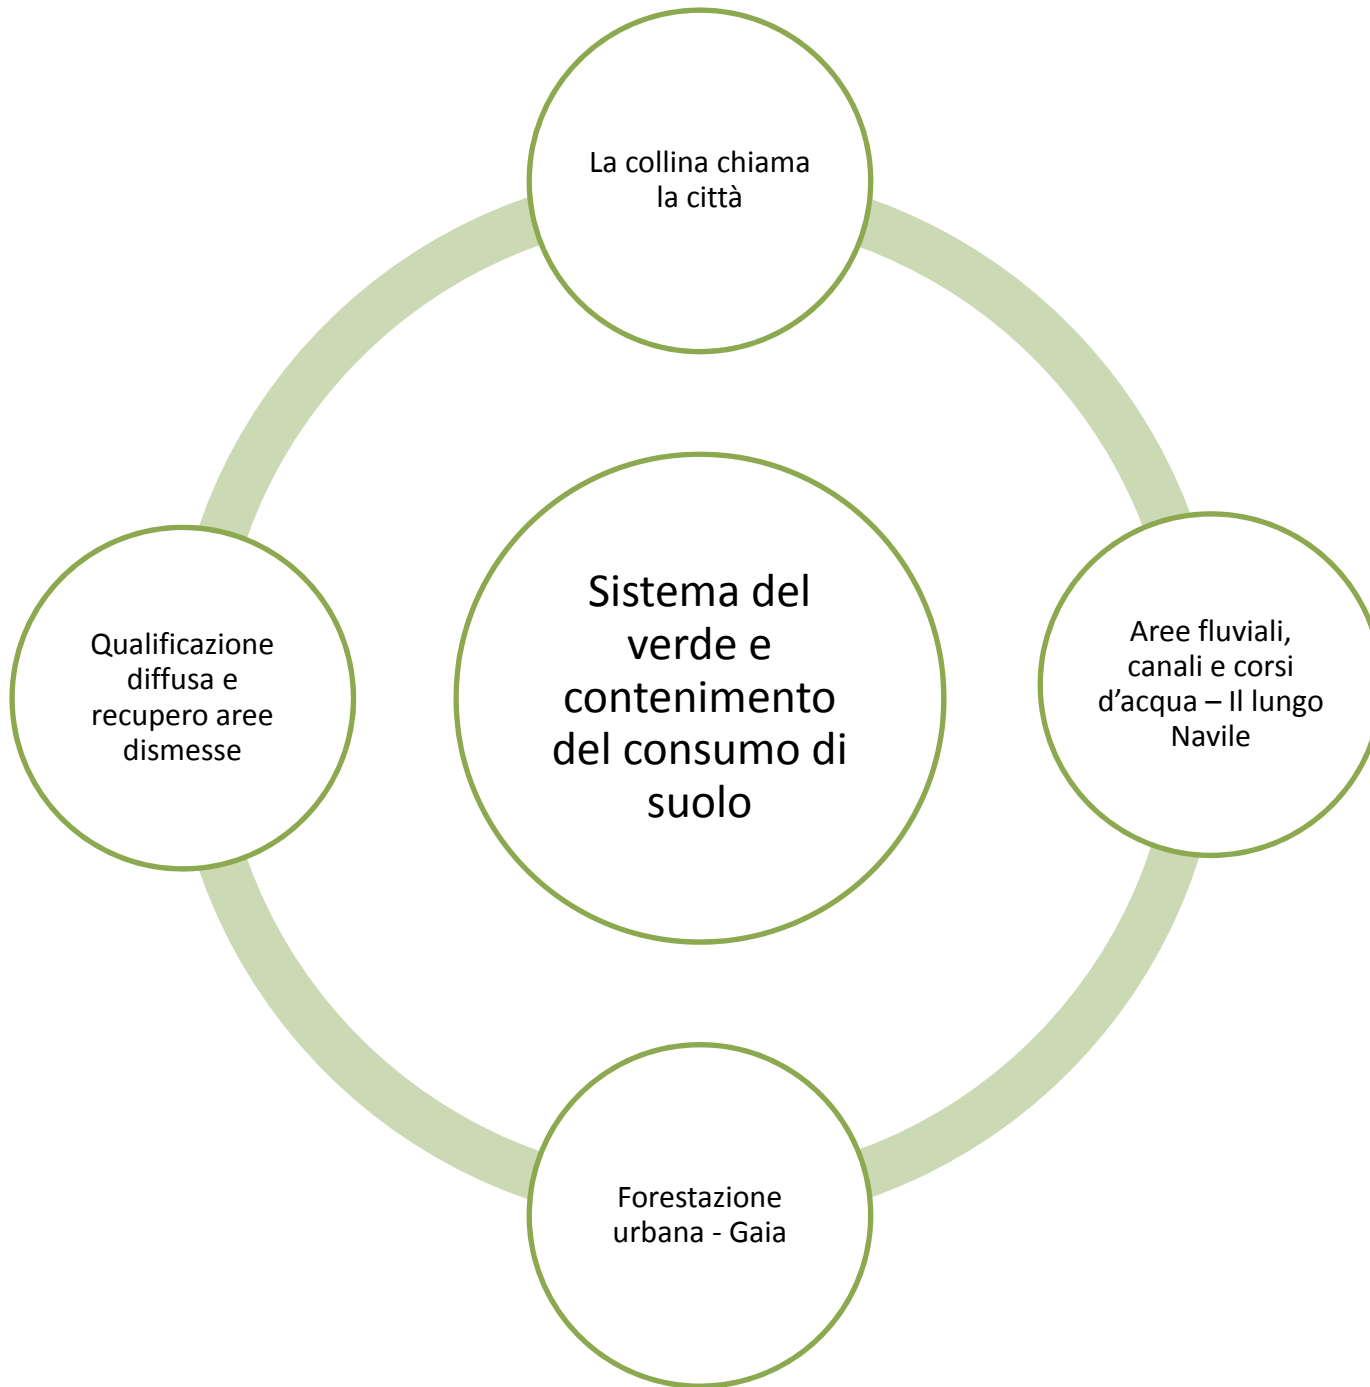 La collina chiama
la città
Sistema del
verde e
contenimento
del consumo di
suolo
Qualificazione
diffusa e
recupero aree
dismesse
Aree fluviali,
canali e corsi
d’acqua – Il lungo
Navile
Forestazione
urbana - Gaia